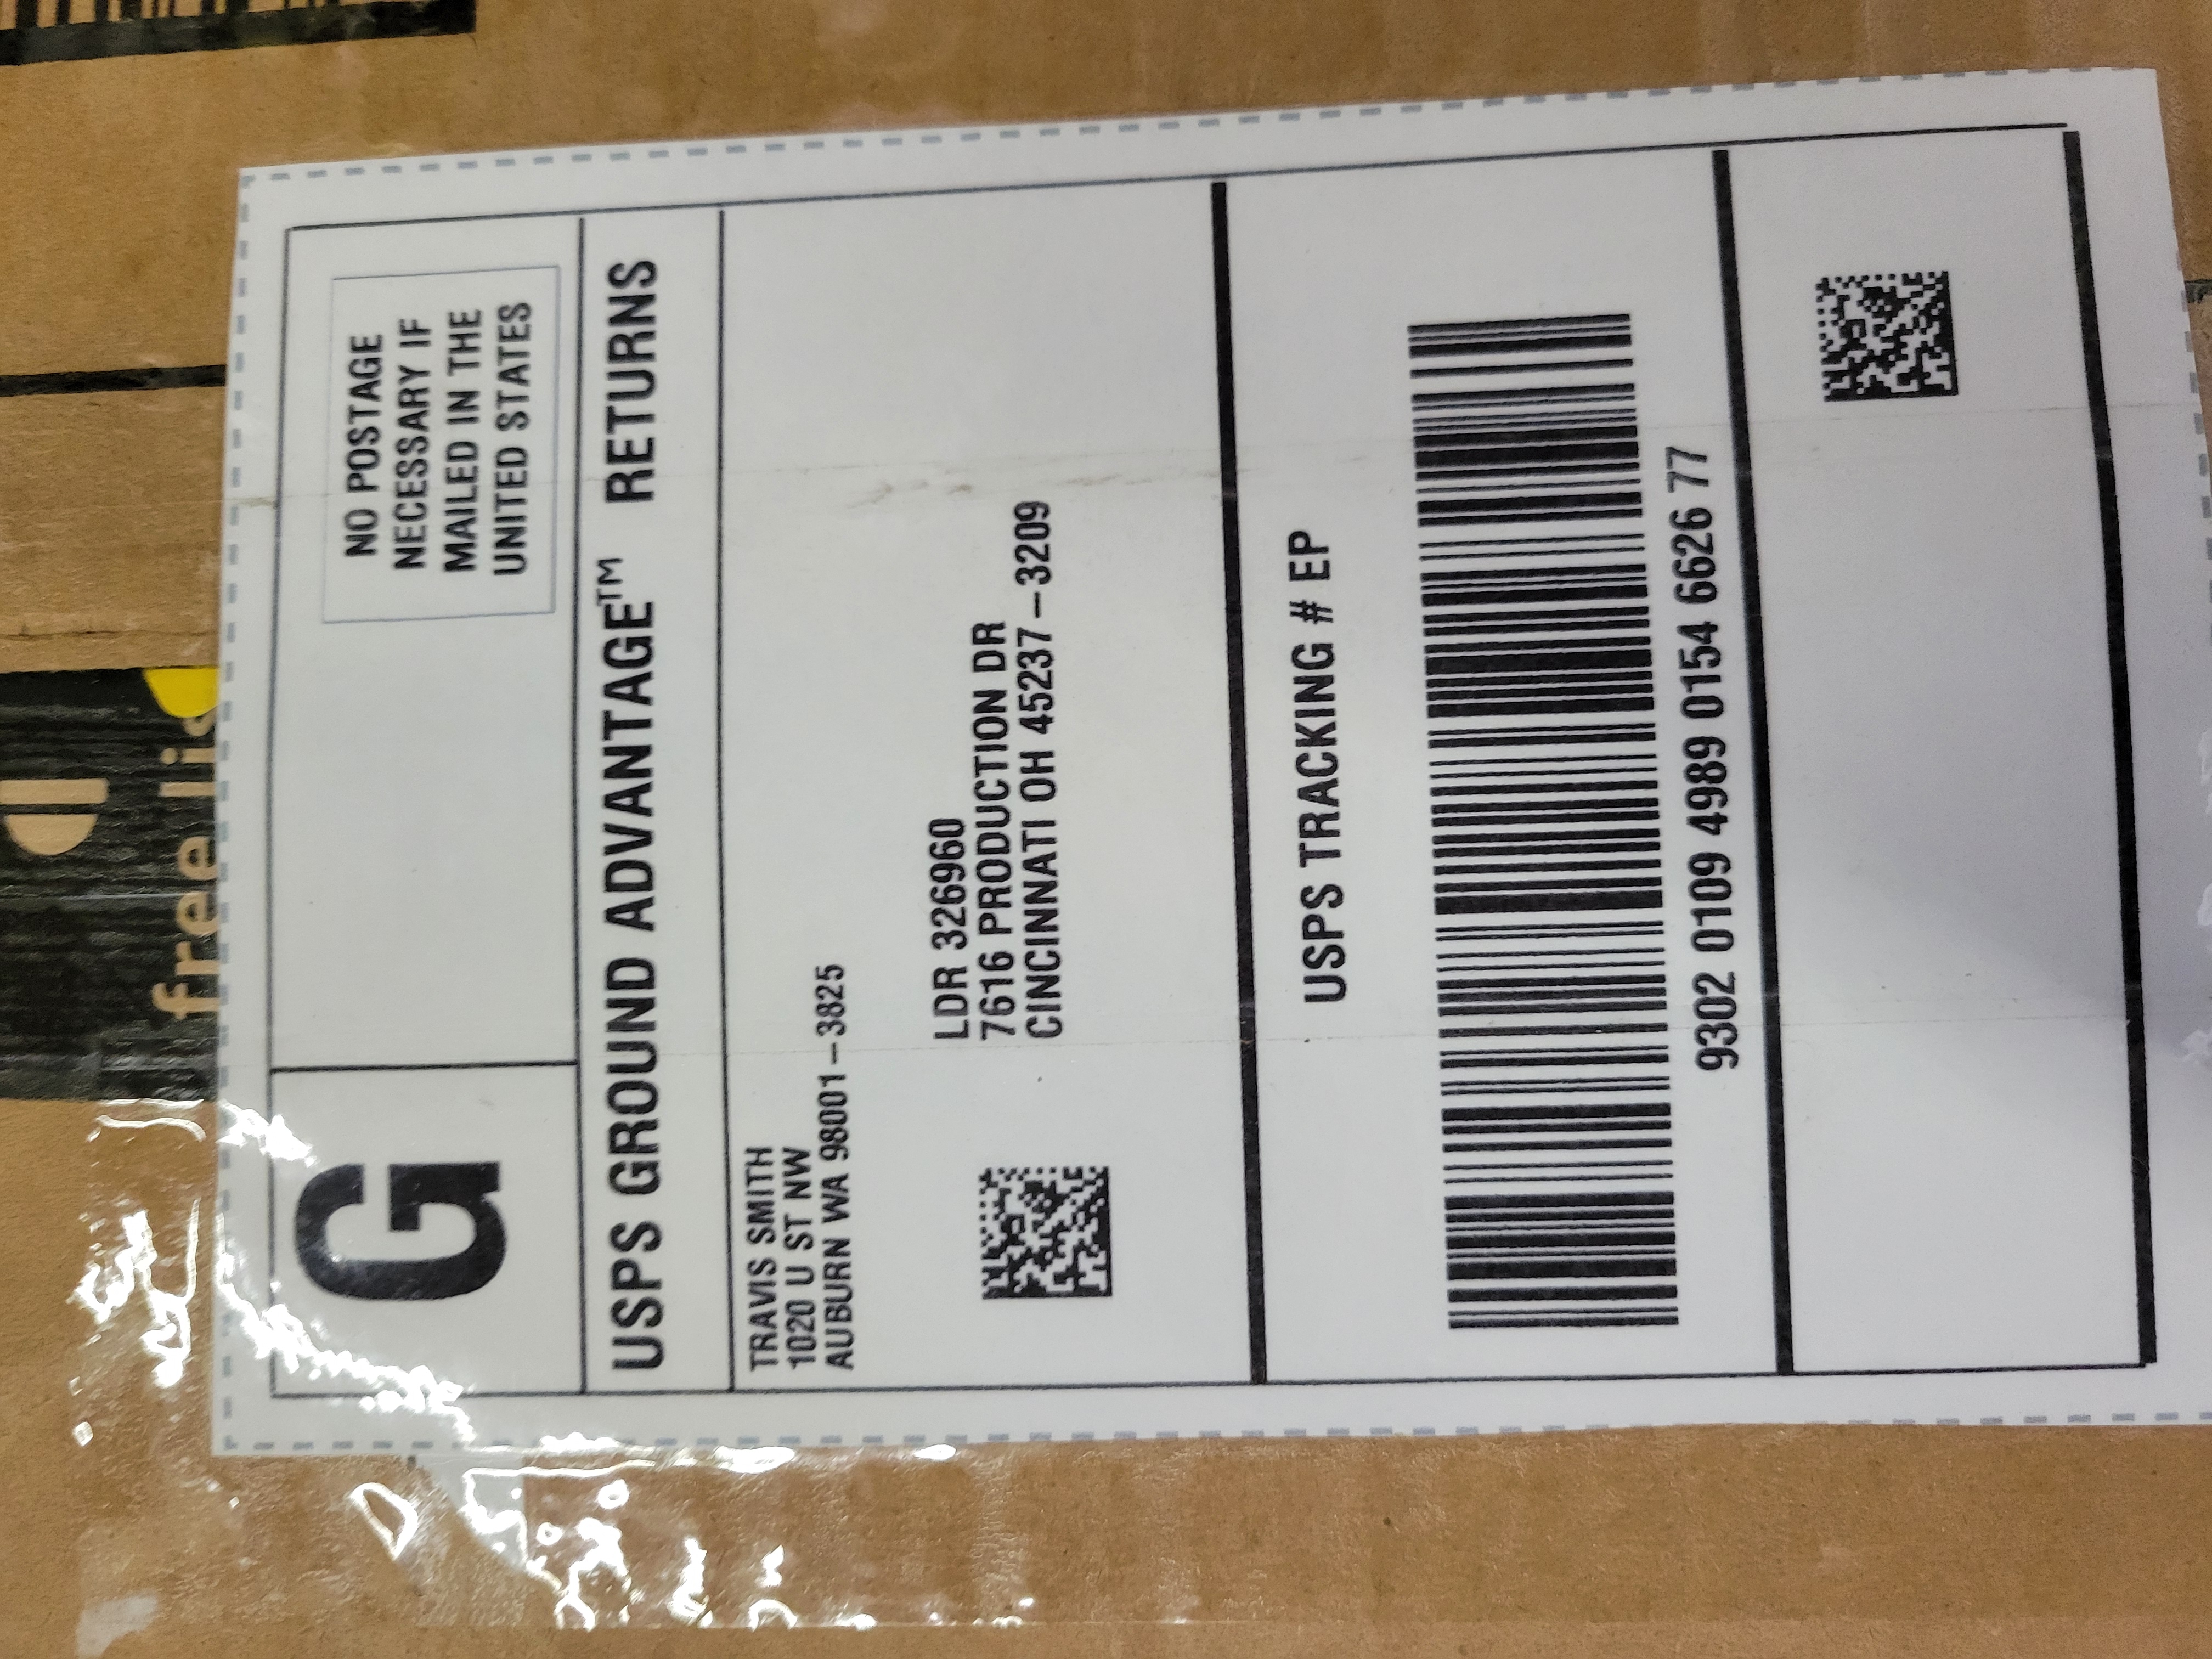 G
NO POSTAGE
NECESSARY IF
MAILED IN THE
UNITED STATES
USPS GROUND ADVANTAGE™ RETURNS
TRAVIS SMITH
1020 U ST NW
AUBURN WA 98001-3825
LDR 326960
7616 PRODUCTION DR
CINCINNATI OH 45237-3209
USPS TRACKING # EP
9302 0109 4989 0154 6626 77
free